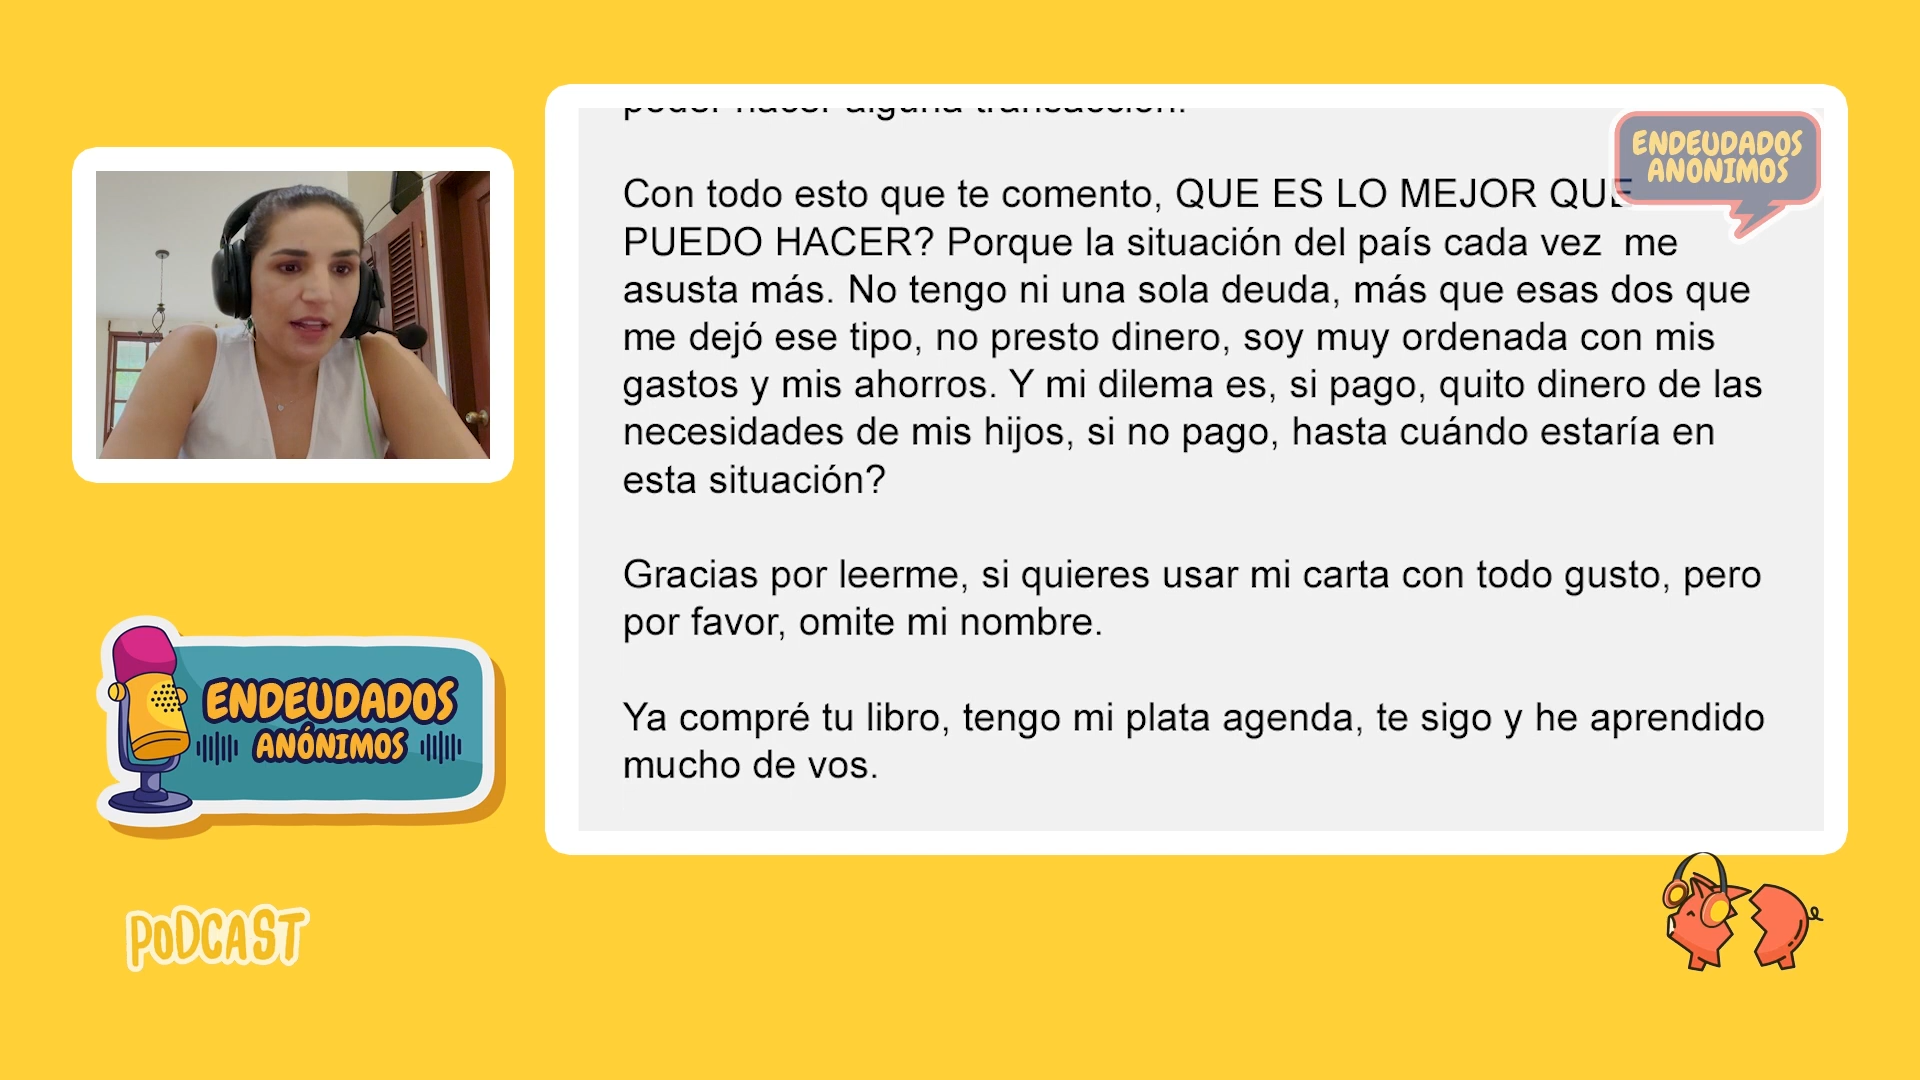 poder hacer alguna transacción.
Con todo esto que te comento, QUE ES LO MEJOR QUE
PUEDO HACER? Porque la situación del país cada vez me
asusta más. No tengo ni una sola deuda, más que esas dos que
me dejó ese tipo, no presto dinero, soy muy ordenada con mis
gastos y mis ahorros. Y mi dilema es, si pago, quito dinero de las
necesidades de mis hijos, si no pago, hasta cuándo estaría en
esta situación?
Gracias por leerme, si quieres usar mi carta con todo gusto, pero
por favor, omite mi nombre.
Ya compré tu libro, tengo mi plata agenda, te sigo y he aprendido
mucho de vos.
ENDEUDADOS
ANÓNIMOS
ENDEUDADOS
ANÓNIMOS
PODCAST